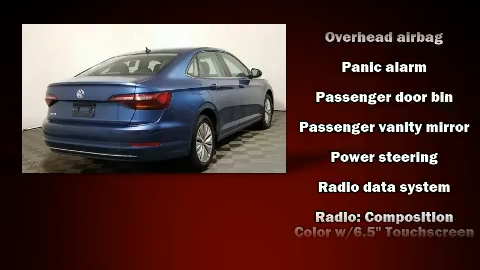 Overhead airbag
Panic alarm
Passenger door bin
Passenger vanity mirror
Power steering
Radio data system
Radio: Composition
Color w/6.5" Touchscreen